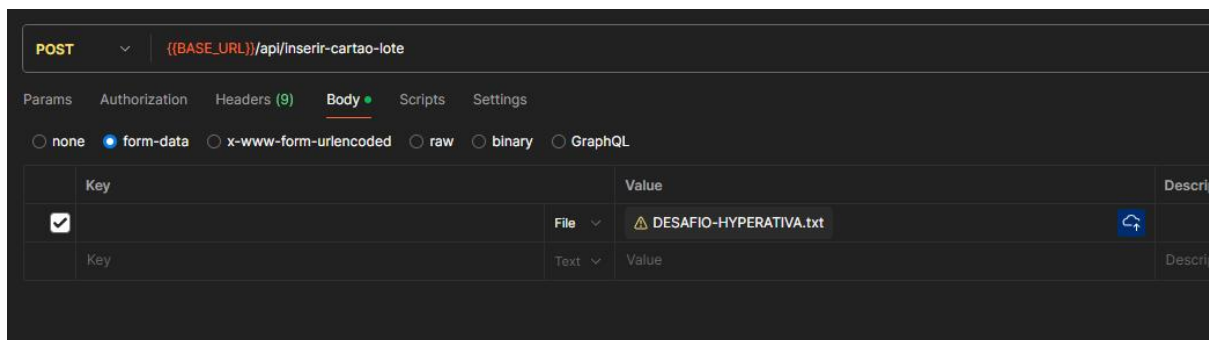 POST {{BASE_URL}}/api/inserir-cartao-lote
Params Authorization Headers (9) Body Scripts Settings
none form-data x-www-form-urlencoded raw binary GraphQL
Key Value Descri
File DESAFIO-HYPERATIVA.txt
Key Text Value Descri